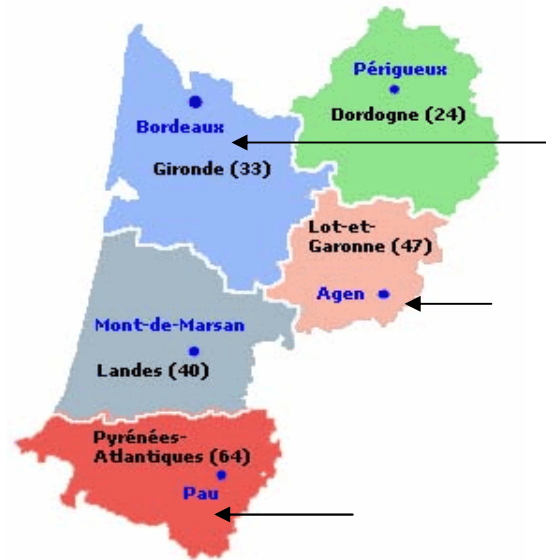 Périgueux
Dordogne (24)
Bordeaux
Gironde (33)
Lot-et-
Garonne (47)
Agen
Mont-de-Marsan
Landes (40)
Pyrénées-
Atlantiques (64)
Pau